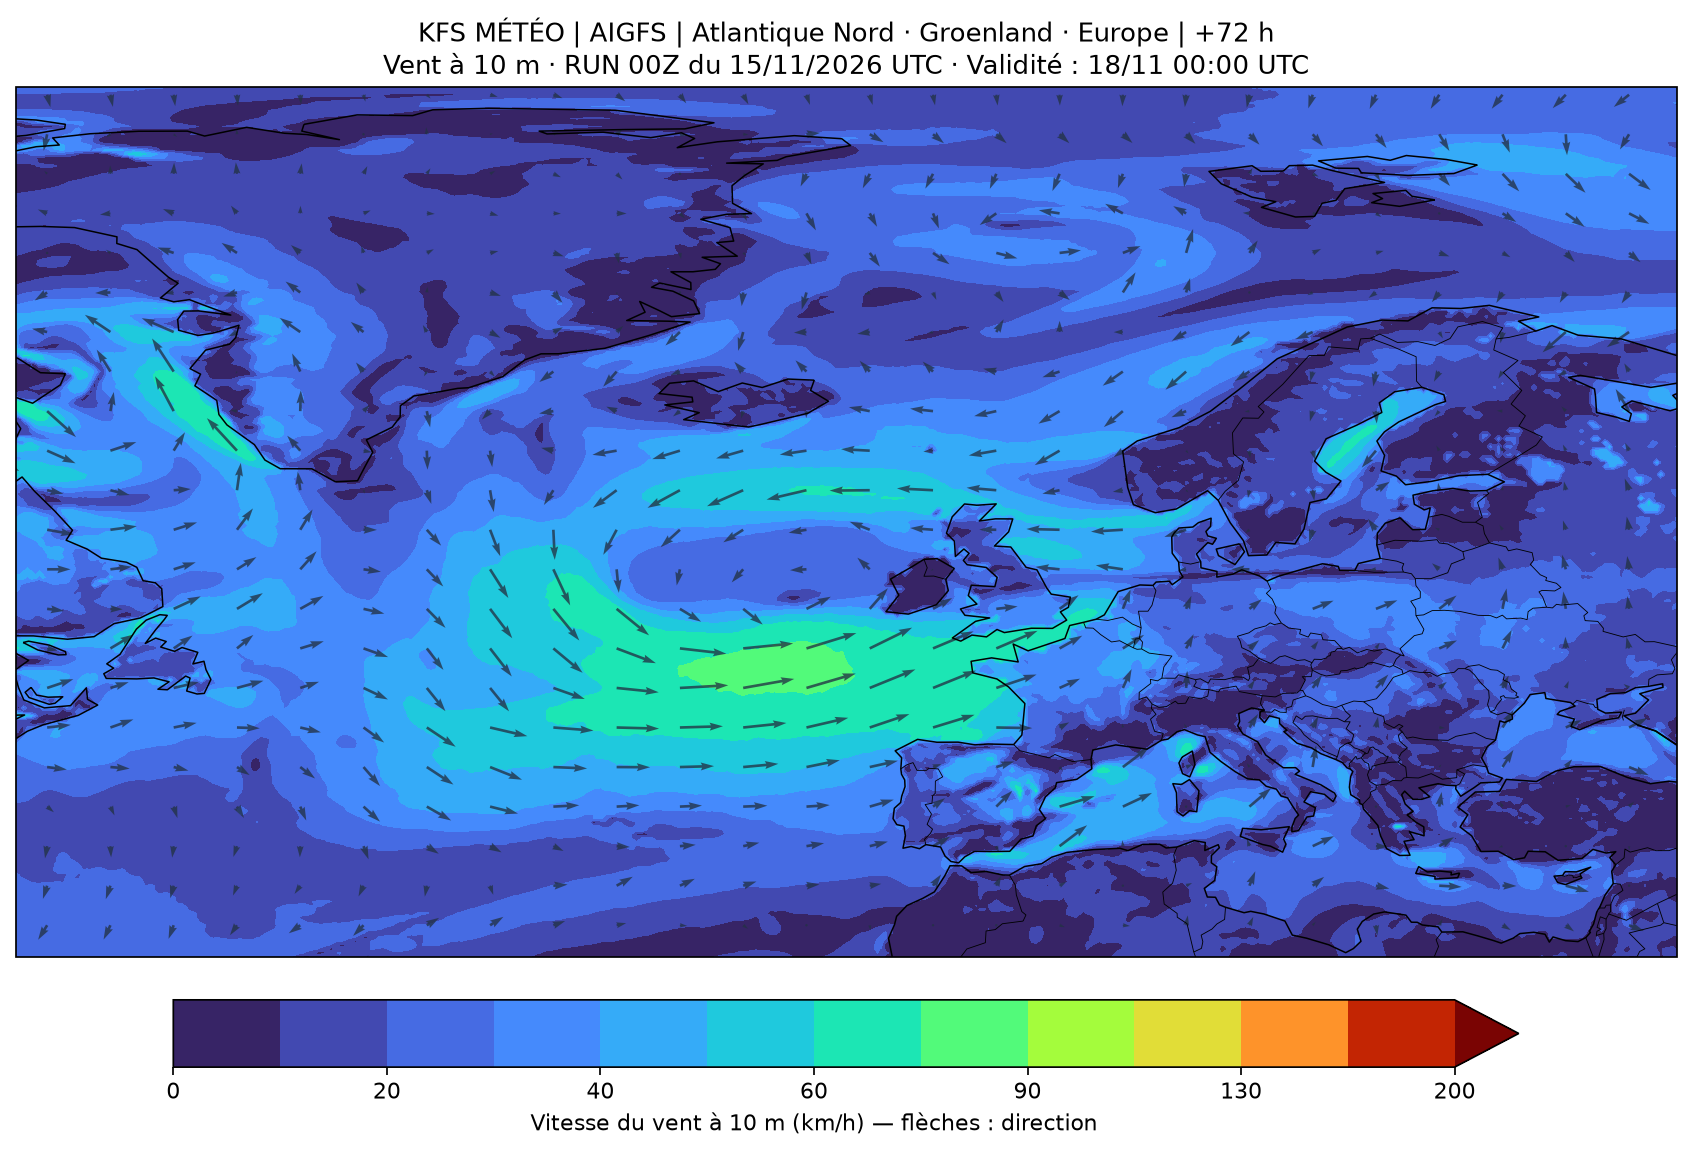 KFS MÉTÉO | AIGFS | Atlantique Nord · Groenland · Europe | +72 h
Vent à 10 m · RUN 00Z du 15/11/2026 UTC · Validité : 18/11 00:00 UTC
0 20 40 60 90 130 200
Vitesse du vent à 10 m (km/h) — flèches : direction